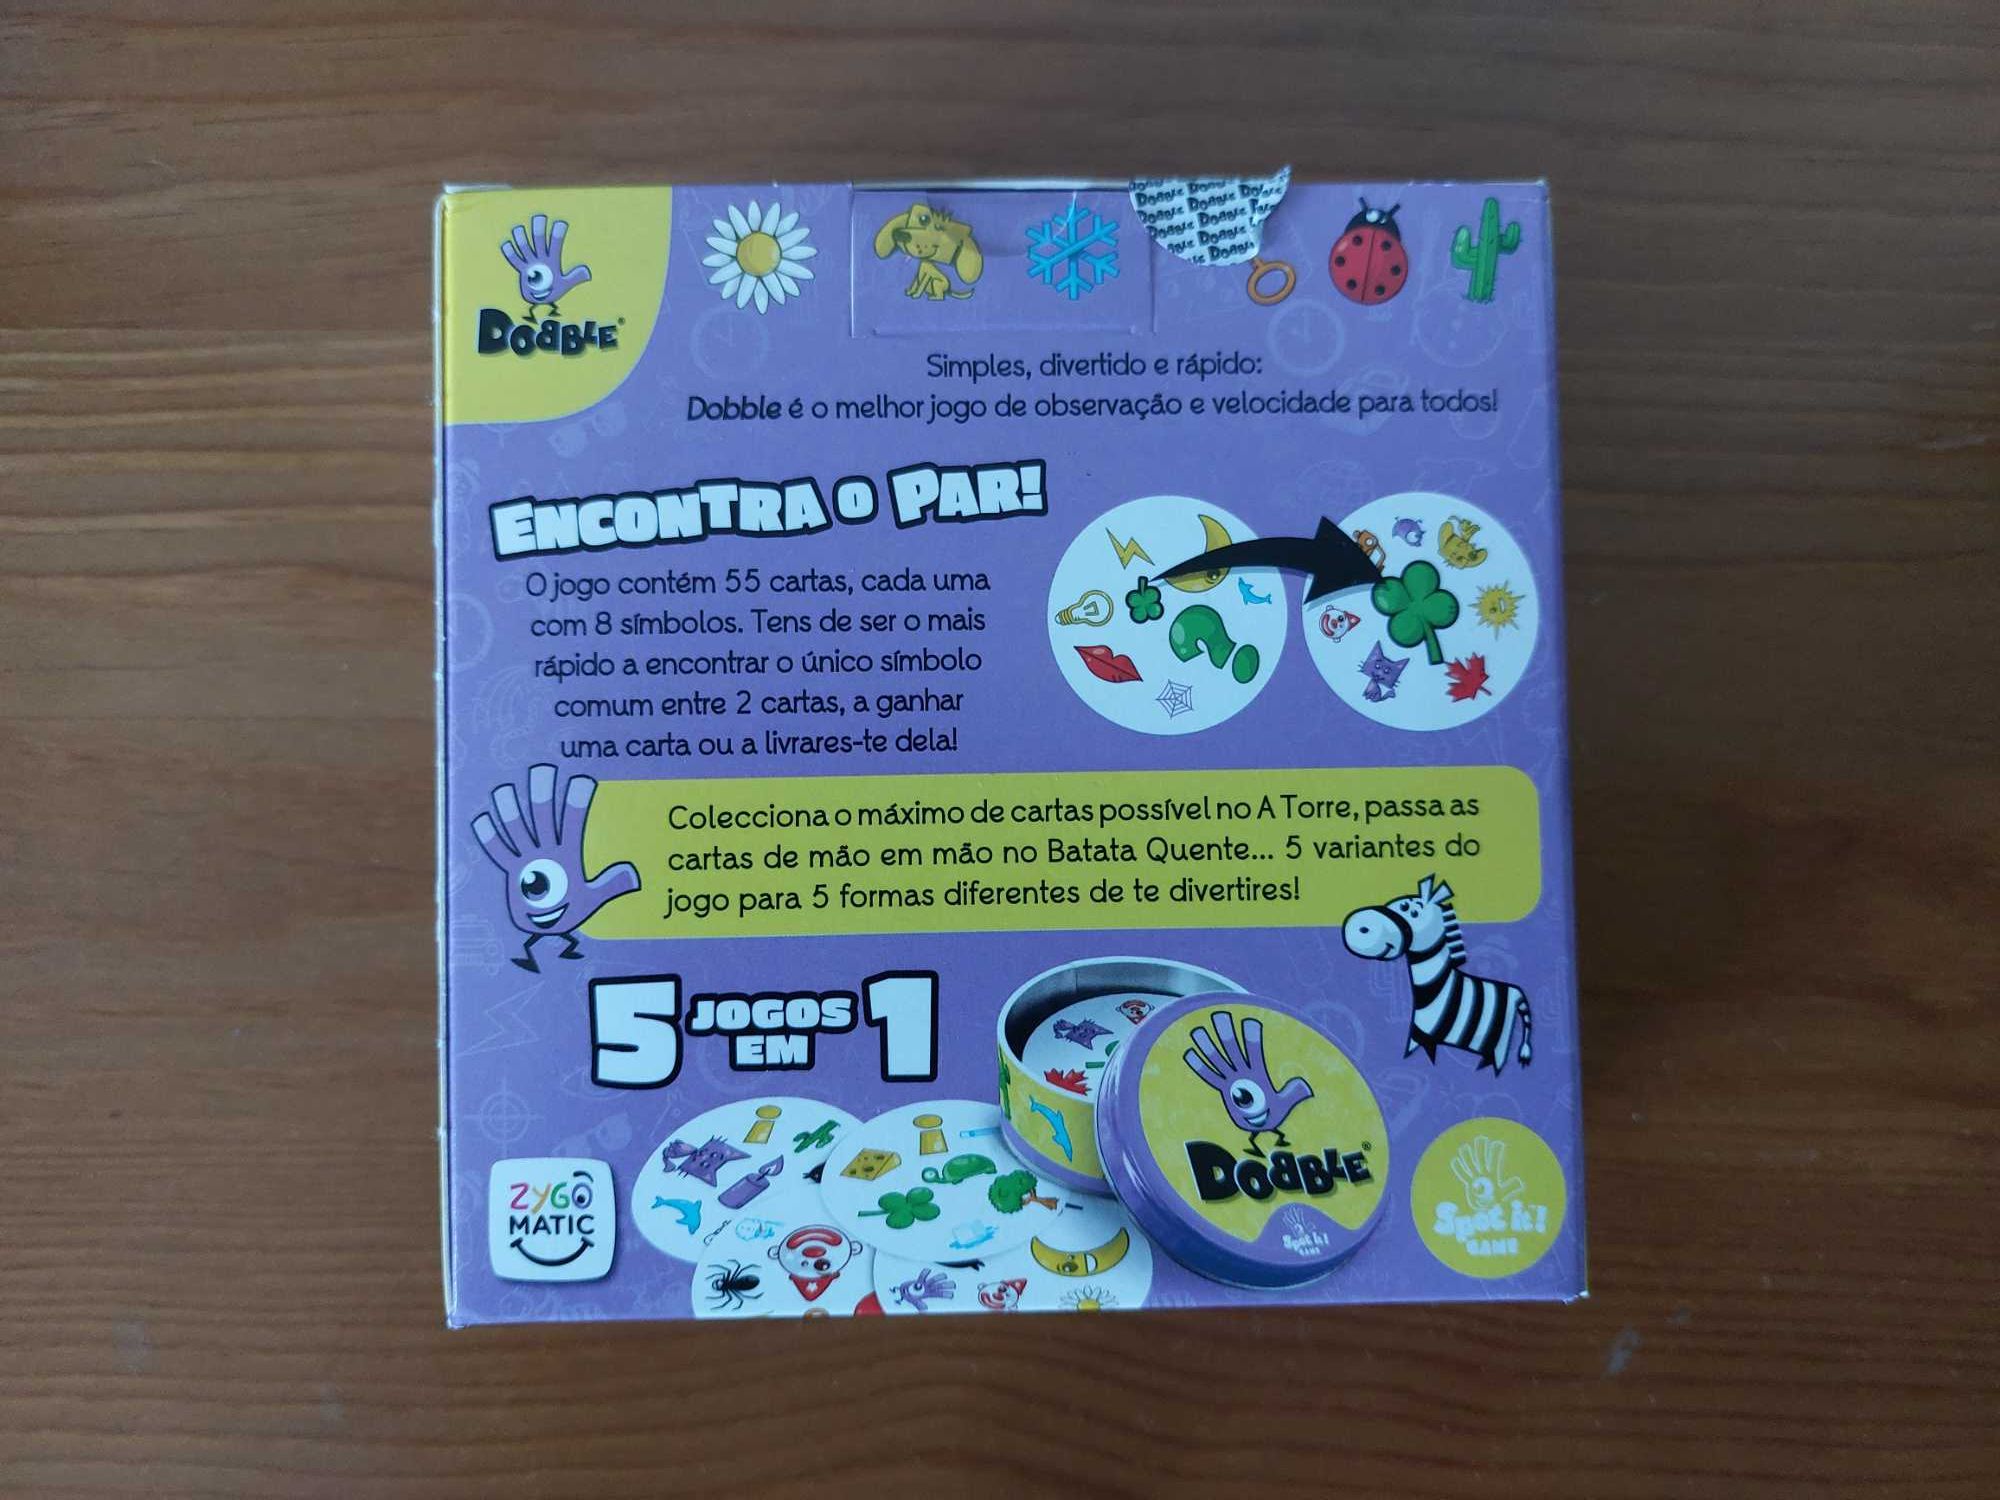 DOBBLE®
Simples, divertido e rápido:
Dobble é o melhor jogo de observação e velocidade para todos!
ENCONTRA O PAR!
O jogo contém 55 cartas, cada uma
com 8 símbolos. Tens de ser o mais
rápido a encontrar o único símbolo
comum entre 2 cartas, a ganhar
uma carta ou a livrares-te dela!
Colecciona o máximo de cartas possível no A Torre, passa as
cartas de mão em mão no Batata Quente... 5 variantes do
jogo para 5 formas diferentes de te divertires!
5 JOGOS EM 1
DOBBLE®
Spot it!
GAME
ZYGO
MATIC
Spot it!
GAME